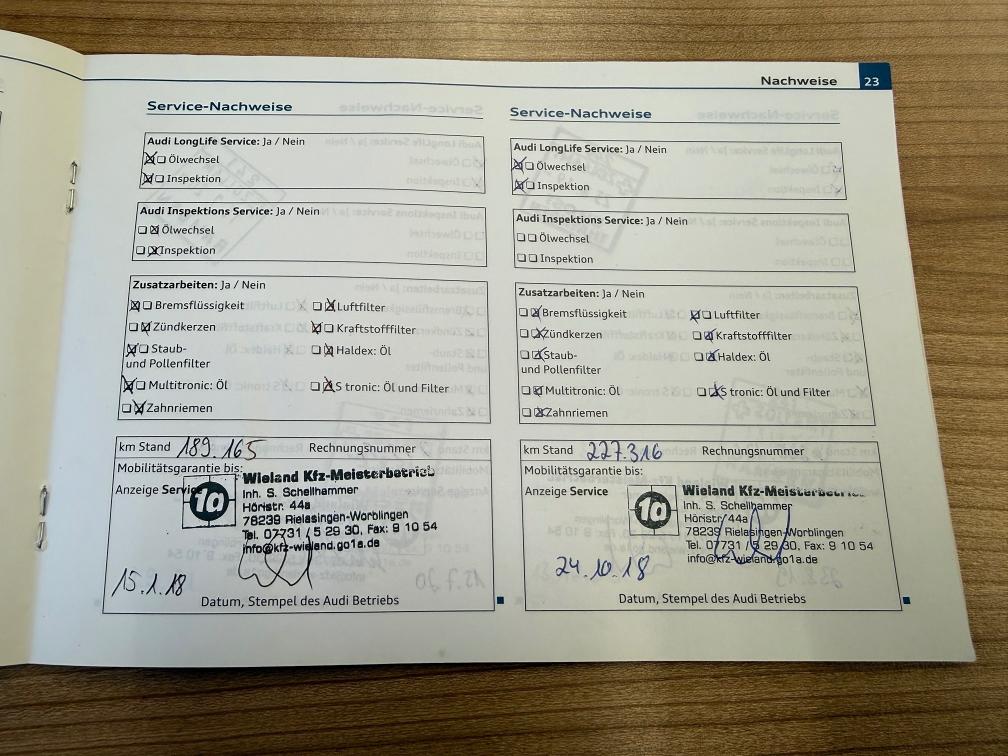 Nachweise 23
Service-Nachweise
Audi LongLife Service: Ja / Nein
Ölwechsel
Inspektion
Audi Inspektions Service: Ja / Nein
Ölwechsel
Inspektion
Zusatzarbeiten: Ja / Nein
Bremsflüssigkeit
Luftfilter
Zündkerzen
Kraftstofffilter
Staub-
und Pollenfilter
Haldex: Öl
Multitronic: Öl
S tronic: Öl und Filter
Zahnriemen
km Stand 189.165 Rechnungsnummer
Mobilitätsgarantie bis:
Anzeige Service
1a
Wieland Kfz-Meisterbetrieb
Inh. S. Schellhammer
Höristr. 44a
78239 Rielasingen-Worblingen
Tel. 07731 / 5 29 30, Fax: 9 10 54
info@kfz-wieland.go1a.de
15.1.18
Datum, Stempel des Audi Betriebs
Service-Nachweise
Audi LongLife Service: Ja / Nein
Ölwechsel
Inspektion
Audi Inspektions Service: Ja / Nein
Ölwechsel
Inspektion
Zusatzarbeiten: Ja / Nein
Bremsflüssigkeit
Luftfilter
Zündkerzen
Kraftstofffilter
Staub-
und Pollenfilter
Haldex: Öl
Multitronic: Öl
S tronic: Öl und Filter
Zahnriemen
km Stand 227.316 Rechnungsnummer
Mobilitätsgarantie bis:
Anzeige Service
1a
Wieland Kfz-Meisterbetrieb
Inh. S. Schellhammer
Höristr. 44a
78239 Rielasingen-Worblingen
Tel. 07731 / 5 29 30, Fax: 9 10 54
info@kfz-wieland.go1a.de
24.10.18
Datum, Stempel des Audi Betriebs